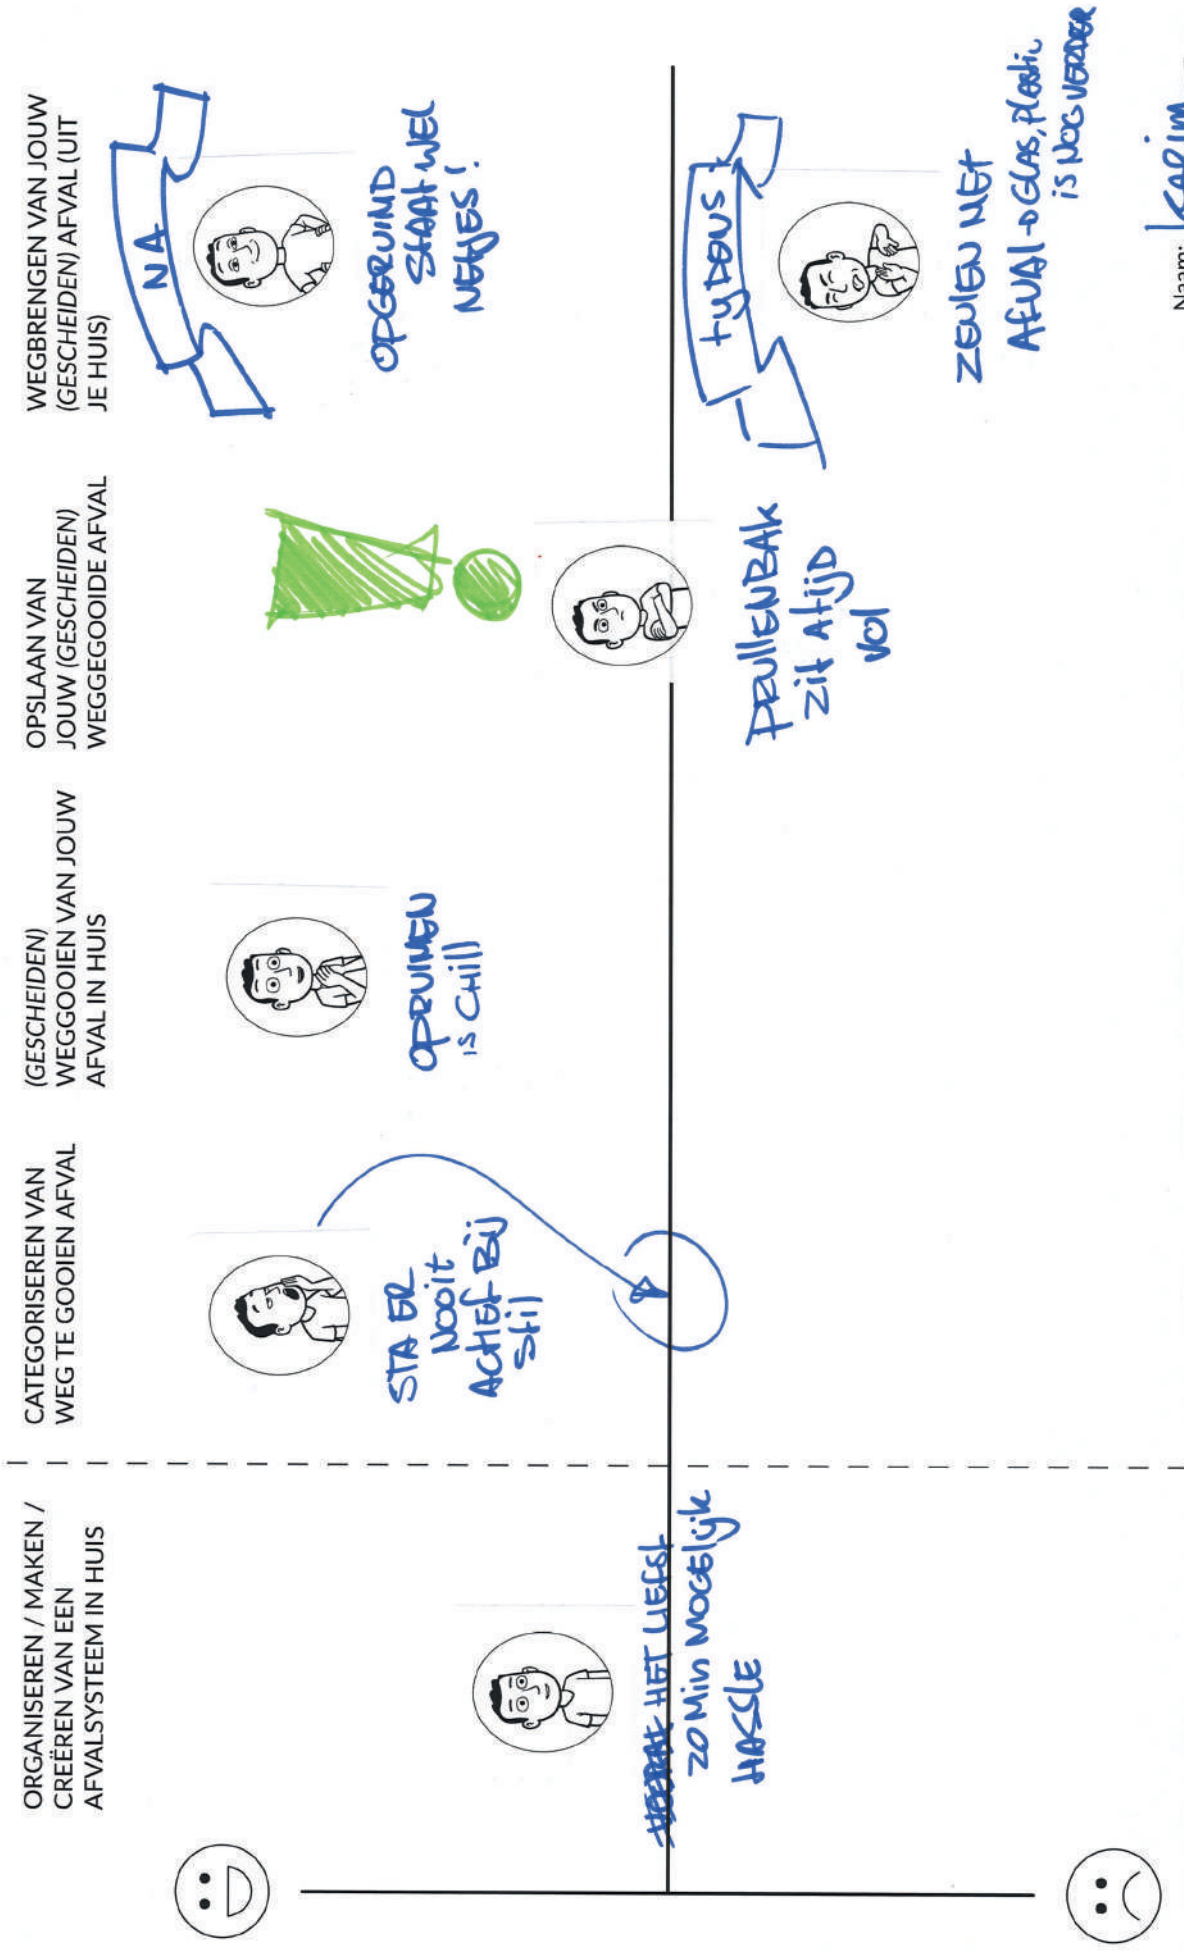 ORGANISEREN / MAKEN /
CREËREN VAN EEN
AFVALSYSTEEM IN HUIS
HET LIEFST
ZO MIN MOGELIJK
HASSLE
CATEGORISEREN VAN
WEG TE GOOIEN AFVAL
STA ER
NOOIT
ACTIEF BIJ
Stil
(GESCHEIDEN)
WEGGOOIEN VAN JOUW
AFVAL IN HUIS
OPRUIMEN
IS CHill
OPSLAAN VAN
JOUW (GESCHEIDEN)
WEGGEGOOIDE AFVAL
PRULLENBAK
Zit Altijd
Vol
WEGBRENGEN VAN JOUW
(GESCHEIDEN) AFVAL (UIT
JE HUIS)
NA
OPGERUIMD
STAAT WEL
NETJES!
tyDENS
ZEULEN MET
AFVAL → GLAS, Plastic
is NOG VERDER
Naam: KARIM